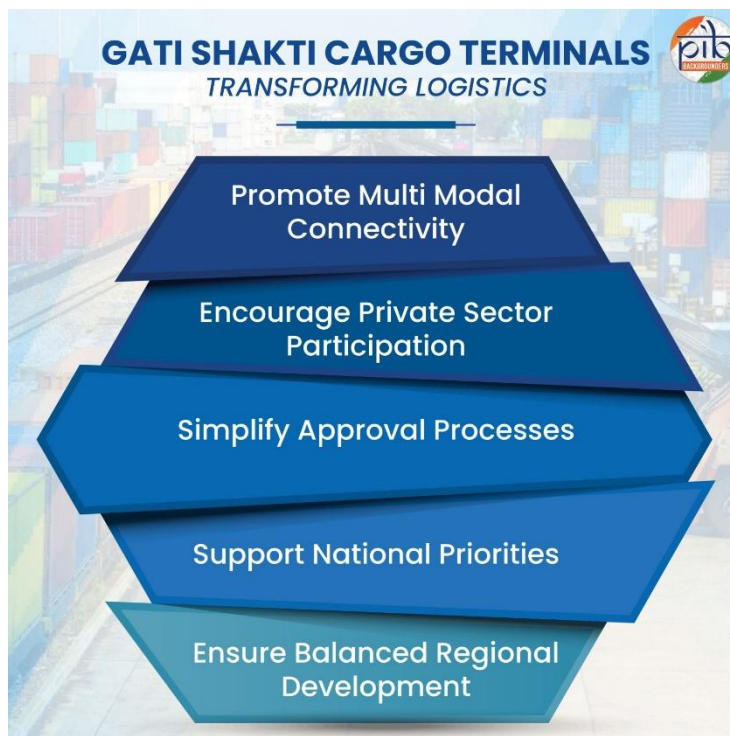 GATI SHAKTI CARGO TERMINALS
TRANSFORMING LOGISTICS
pib
BACKGROUNDERS
Promote Multi Modal
Connectivity
Encourage Private Sector
Participation
Simplify Approval Processes
Support National Priorities
Ensure Balanced Regional
Development